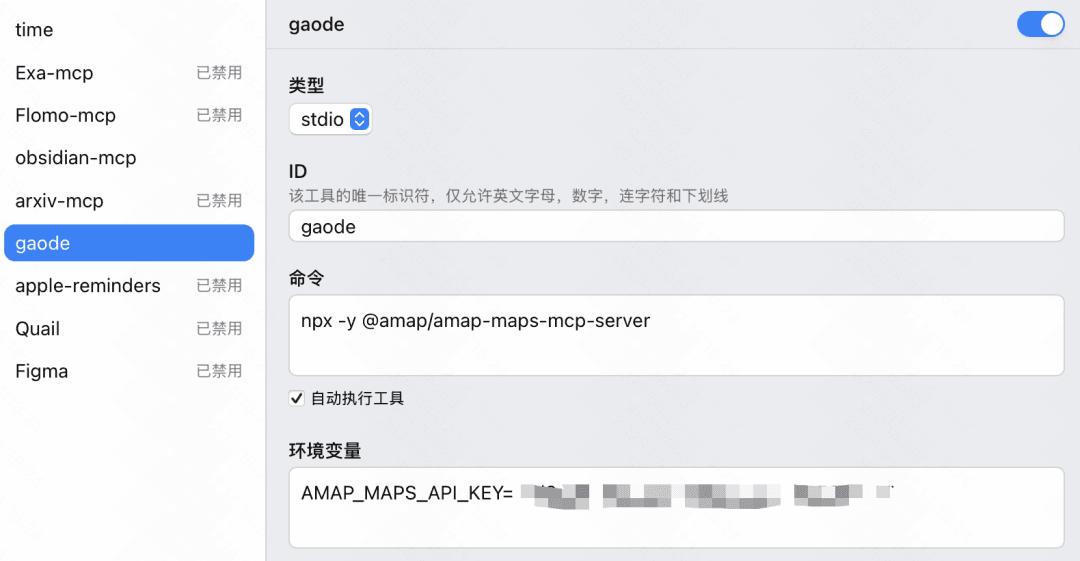 time
Exa-mcp 已禁用
Flomo-mcp 已禁用
obsidian-mcp
arxiv-mcp 已禁用
gaode
apple-reminders 已禁用
Quail 已禁用
Figma 已禁用
gaode
类型
stdio
ID
该工具的唯一标识符，仅允许英文字母，数字，连字符和下划线
gaode
命令
npx -y @amap/amap-maps-mcp-server
自动执行工具
环境变量
AMAP_MAPS_API_KEY=